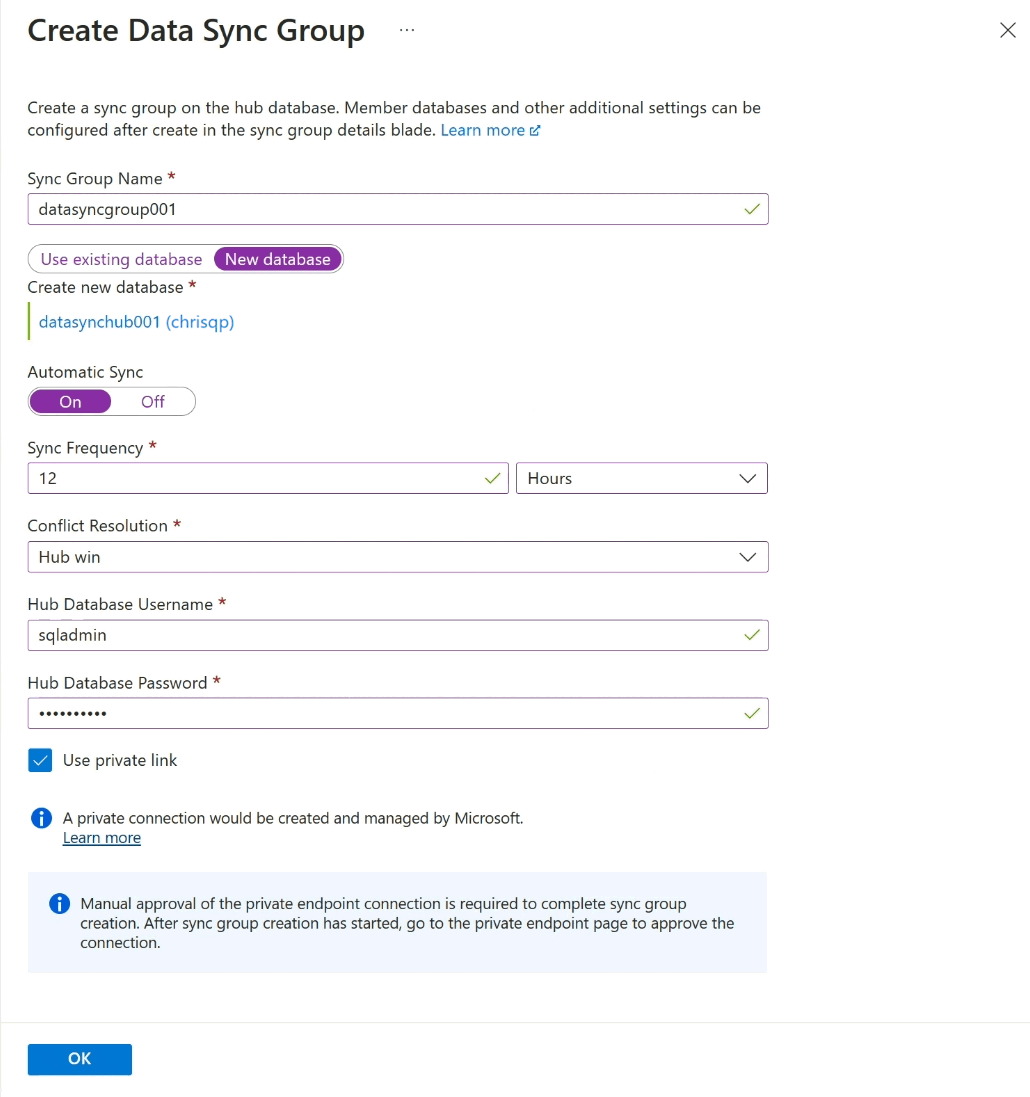 Create Data Sync Group ...
Create a sync group on the hub database. Member databases and other additional settings can be
configured after create in the sync group details blade. Learn more
Sync Group Name *
datasyncgroup001
Use existing database New database
Create new database *
datasynchub001 (chrisqp)
Automatic Sync
On Off
Sync Frequency *
12 Hours
Conflict Resolution *
Hub win
Hub Database Username *
sqladmin
Hub Database Password *
••••••••••
Use private link
A private connection would be created and managed by Microsoft.
Learn more
Manual approval of the private endpoint connection is required to complete sync group
creation. After sync group creation has started, go to the private endpoint page to approve the
connection.
OK